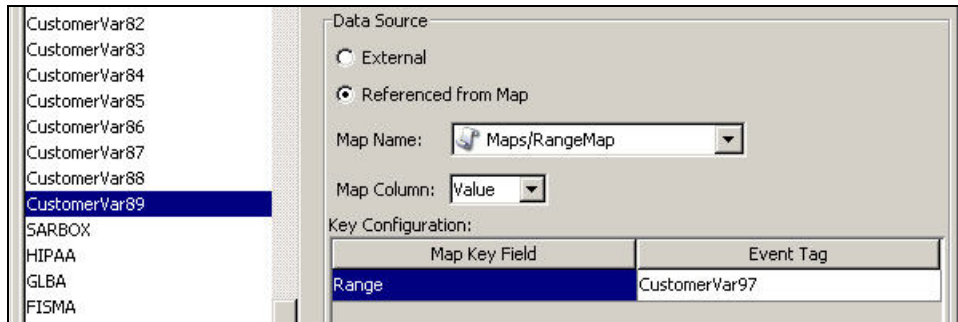 CustomerVar82
CustomerVar83
CustomerVar84
CustomerVar85
CustomerVar86
CustomerVar87
CustomerVar88
CustomerVar89
SARBOX
HIPAA
GLBA
FISMA
Data Source
External
Referenced from Map
Map Name: Maps/RangeMap
Map Column: Value
Key Configuration:
Map Key Field Event Tag
Range CustomerVar97